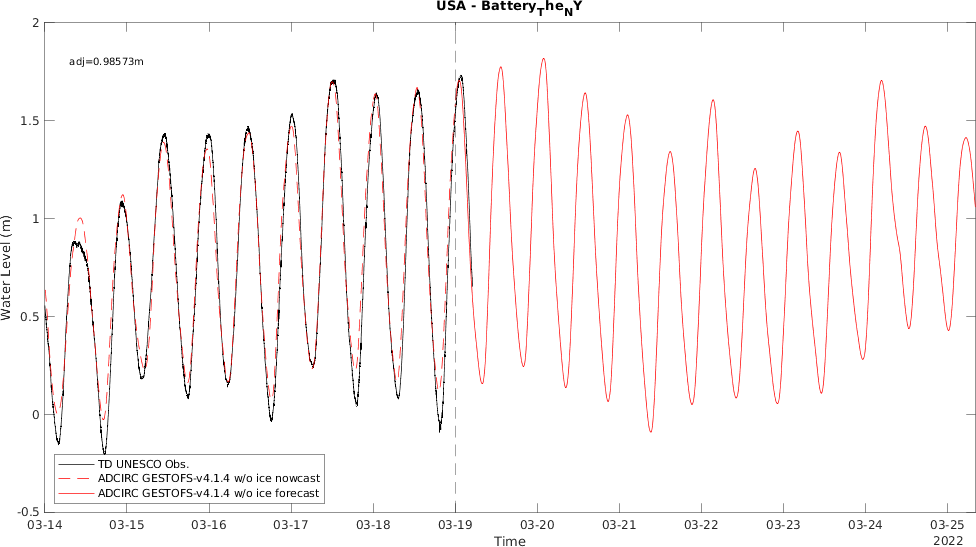 USA - BatteryTheNY
adj=0.98573m
Water Level (m)
2
1.5
1
0.5
0
-0.5
TD UNESCO Obs.
ADCIRC GESTOFS-v4.1.4 w/o ice nowcast
ADCIRC GESTOFS-v4.1.4 w/o ice forecast
03-14 03-15 03-16 03-17 03-18 03-19 03-20 03-21 03-22 03-23 03-24 03-25
Time 2022